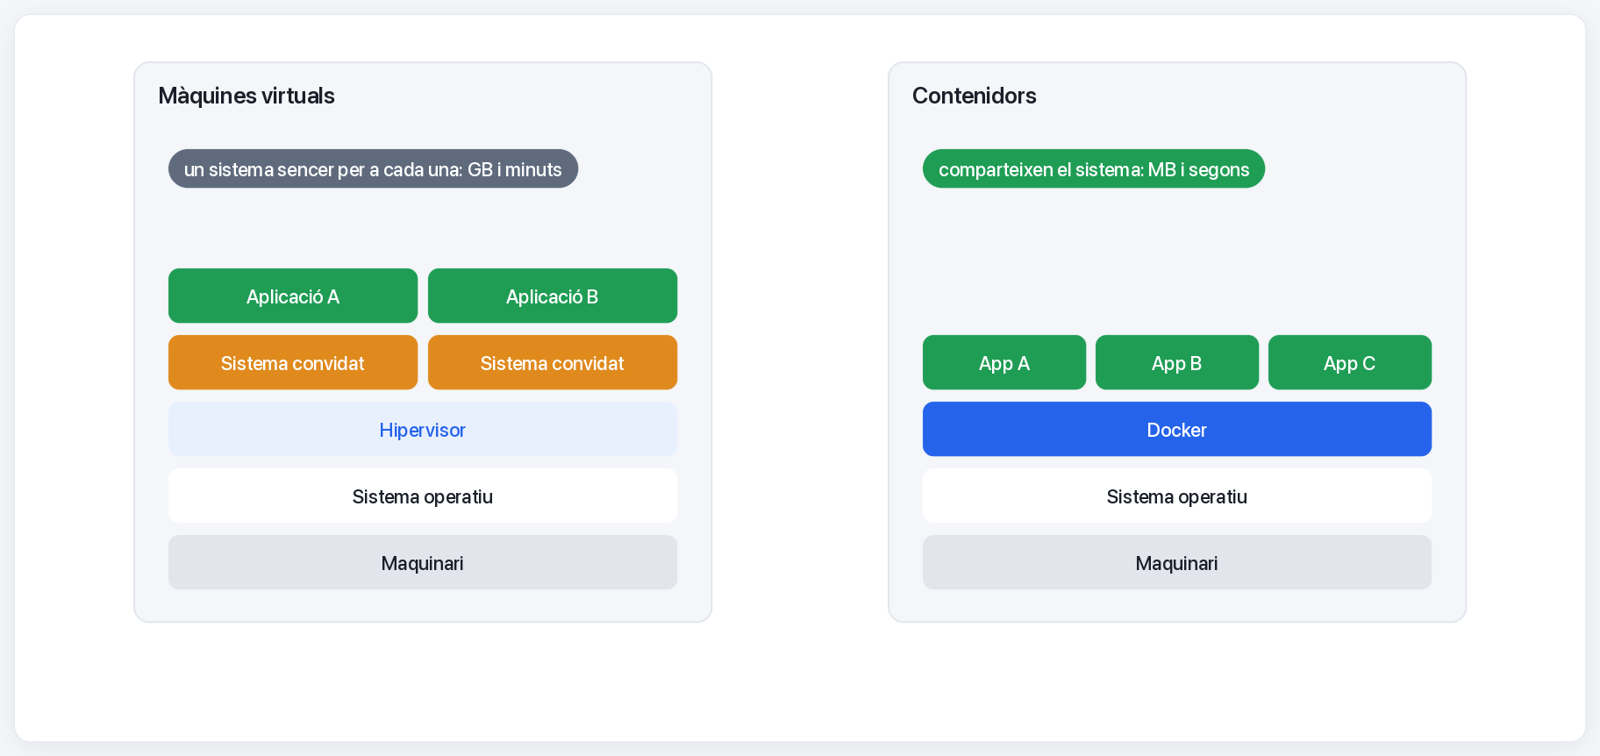 Màquines virtuals
un sistema sencer per a cada una: GB i minuts
Aplicació A
Aplicació B
Sistema convidat
Sistema convidat
Hipervisor
Sistema operatiu
Maquinari
Contenidors
comparteixen el sistema: MB i segons
App A
App B
App C
Docker
Sistema operatiu
Maquinari